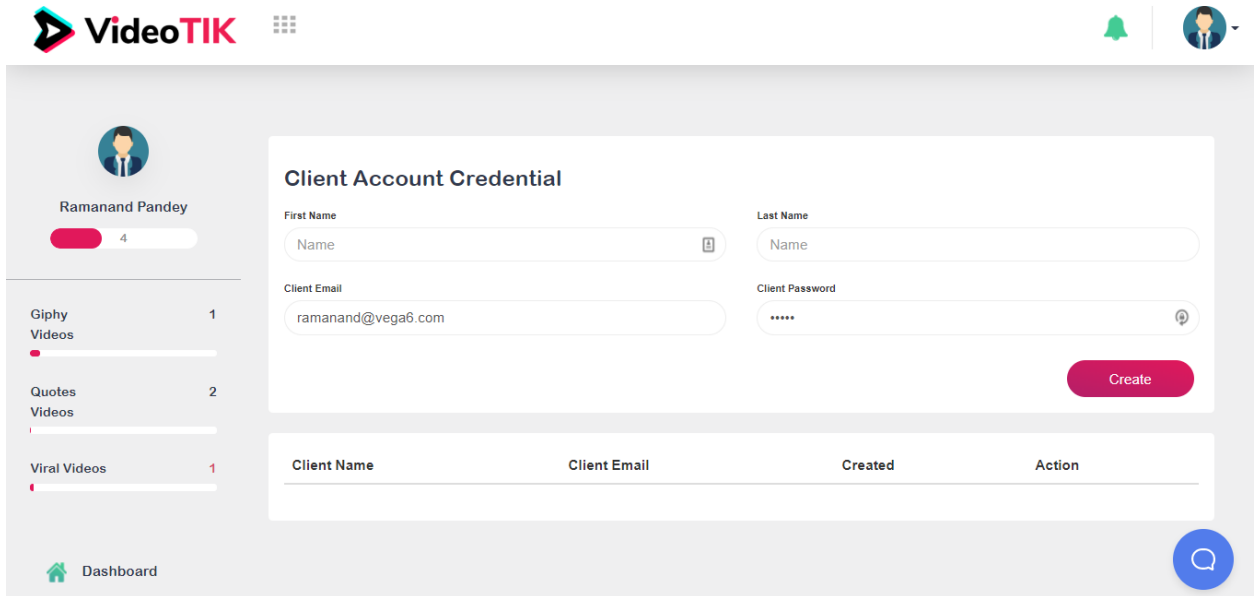 VideoTIK
Ramanand Pandey
4
Giphy Videos 1
Quotes Videos 2
Viral Videos 1
Dashboard
Client Account Credential
First Name Last Name
Name Name
Client Email Client Password
ramanand@vega6.com •••••
Create
Client Name Client Email Created Action